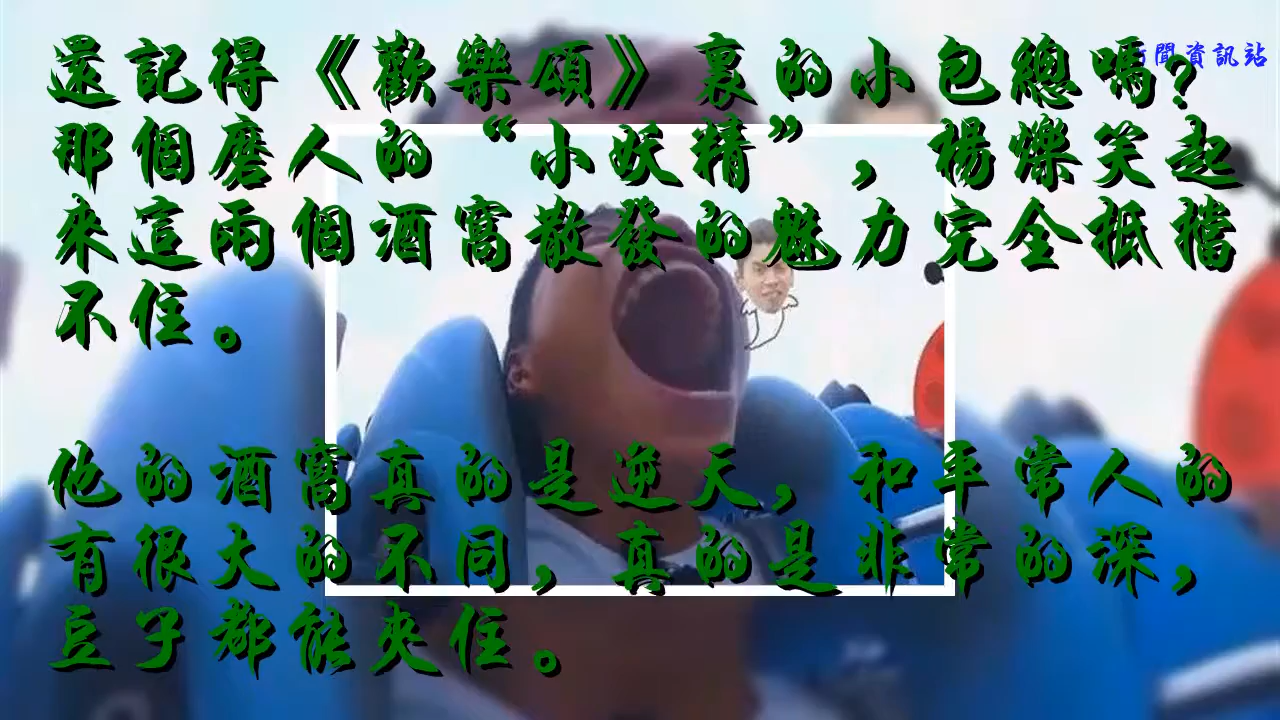 還記得《歡樂頌》裏的小包總嗎?
聞資訊站
那個磨人的“小妖精”，楊爍笑起
來這兩個酒窩散發的魅力完全抵擋
不住。
他的酒窩真的是逆天，和平常人的
有很大的不同，真的是非常的深，
豆子都能夾住。